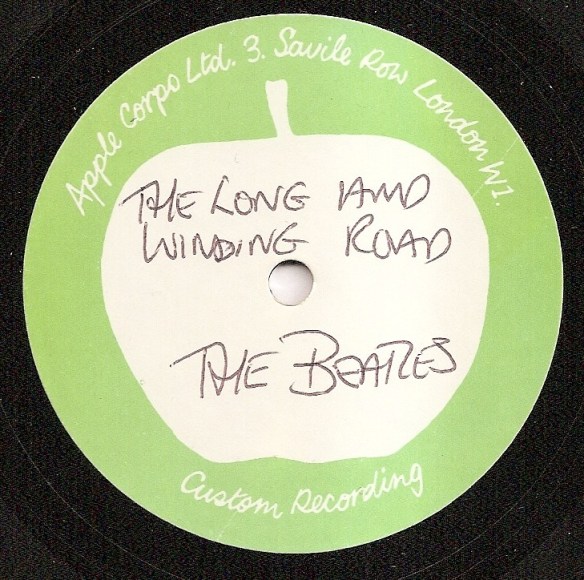 Apple Corps Ltd. 3. Savile Row London W1.
THE LONG AND
WINDING ROAD
THE BEATLES
Custom Recording